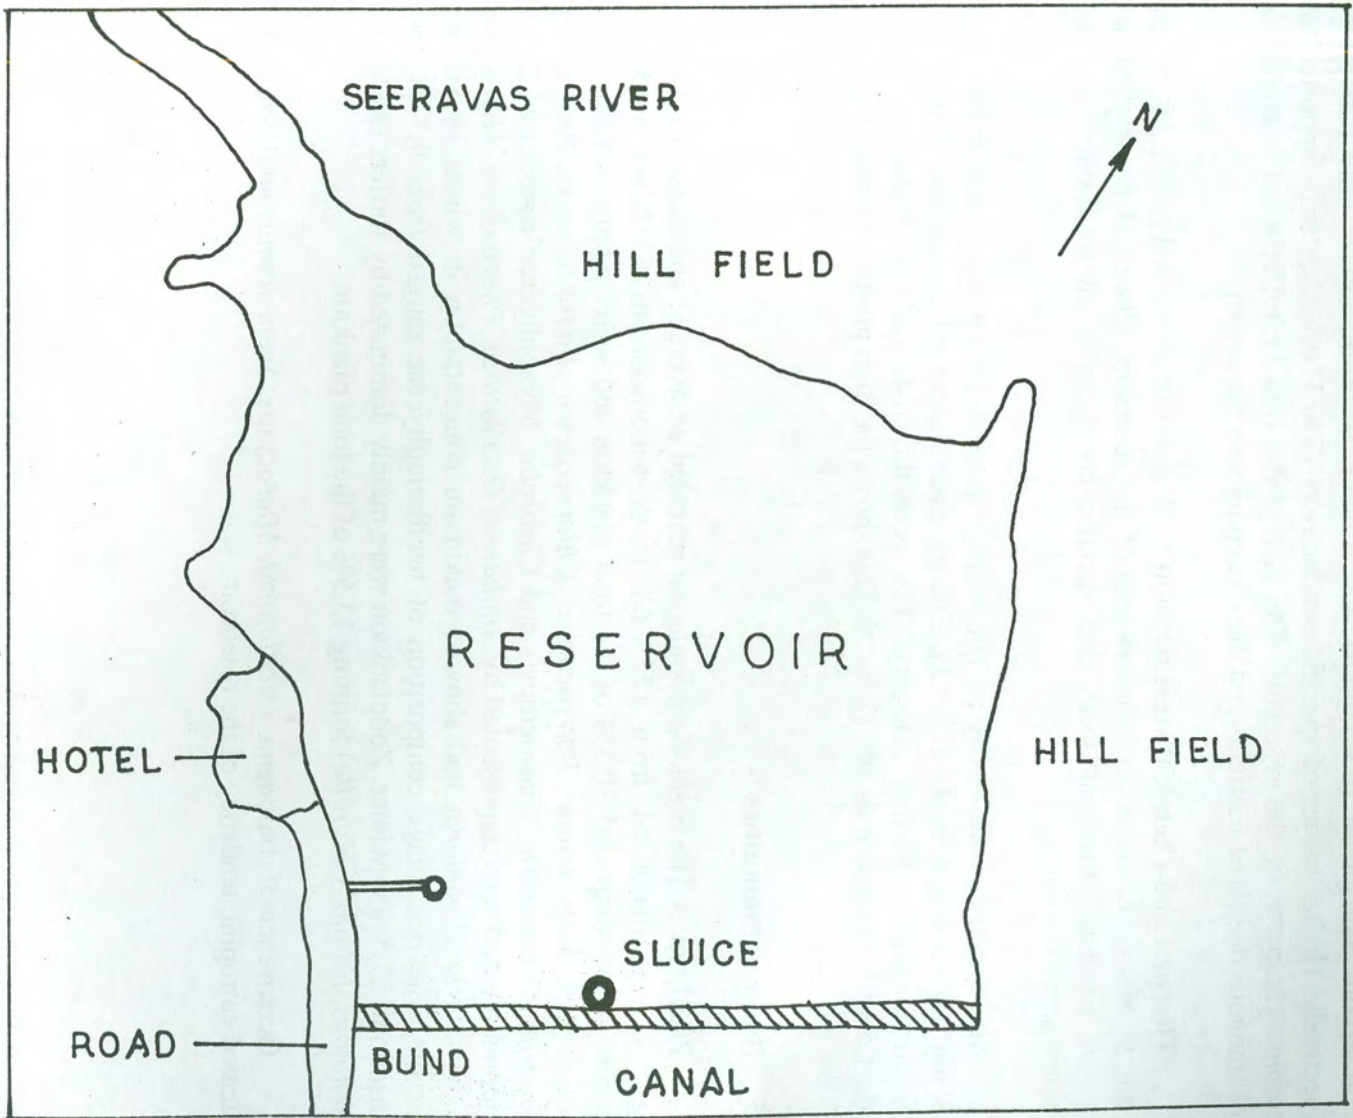 SEERAVAS RIVER
N
HILL FIELD
RESERVOIR
HILL FIELD
HOTEL
SLUICE
ROAD
BUND
CANAL